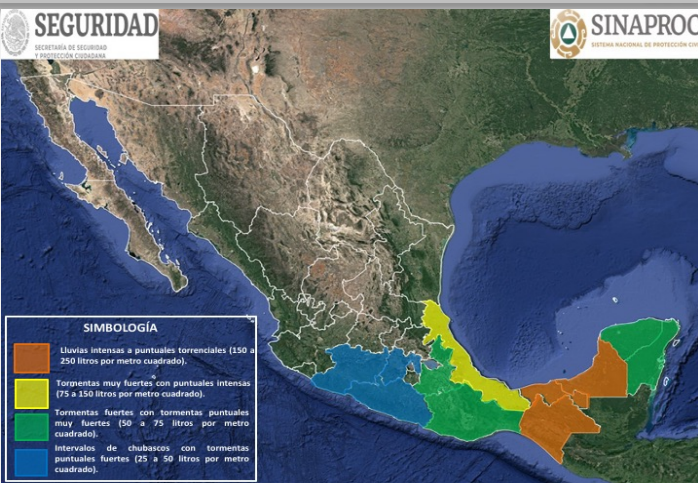 SEGURIDAD
SECRETARÍA DE SEGURIDAD
Y PROTECCIÓN CIUDADANA
SINAPROC
SISTEMA NACIONAL DE PROTECCIÓN CIV
SIMBOLOGÍA
Lluvias intensas a puntuales torrenciales (150 a
250 litros por metro cuadrado).
Tormentas muy fuertes con puntuales intensas
(75 a 150 litros por metro cuadrado).
Tormentas fuertes con tormentas puntuales
muy fuertes (50 a 75 litros por metro
cuadrado).
Intervalos de chubascos con tormentas
puntuales fuertes (25 a 50 litros por metro
cuadrado).